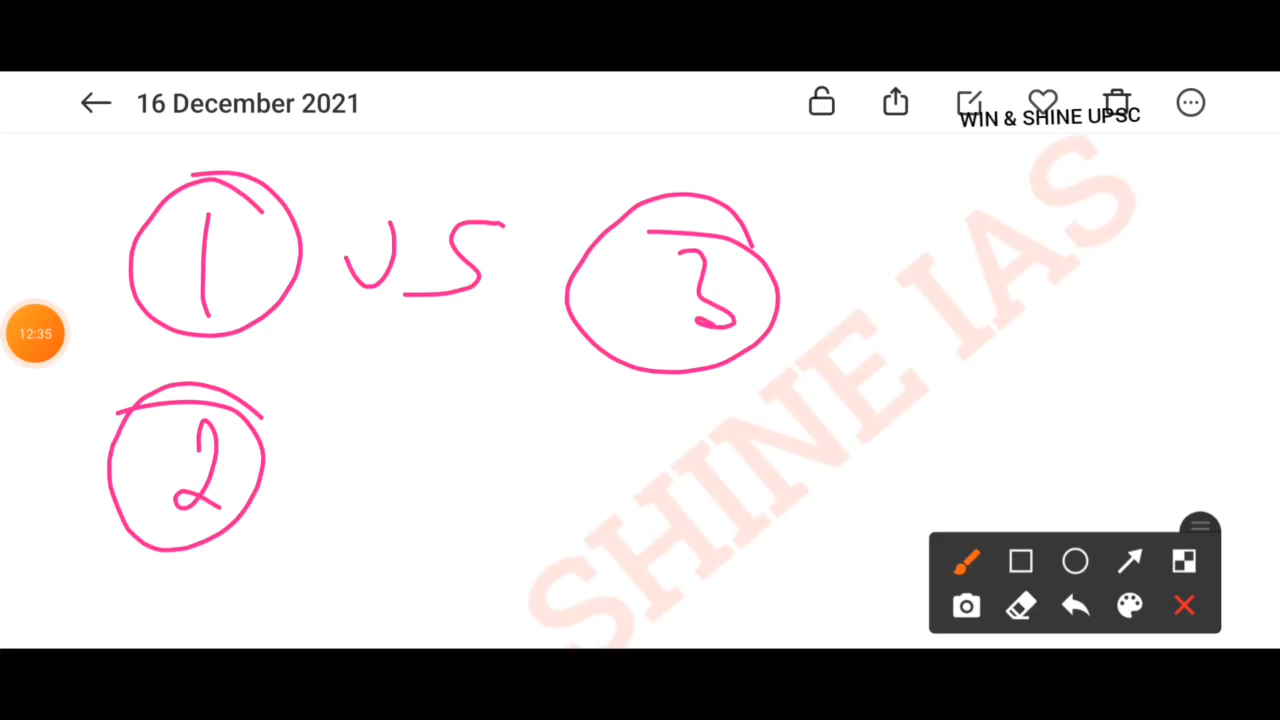 16 December 2021
WIN & SHINE UPSC
1 VS 3
12:35
2
SHINE IAS